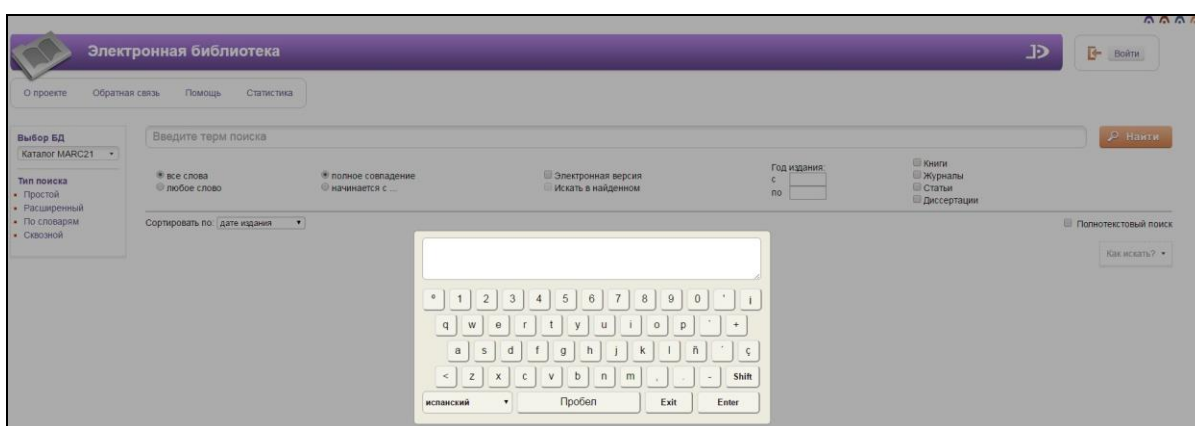 Электронная библиотека
Войти
О проекте Обратная связь Помощь Статистика
Выбор БД
Каталог MARC21
Тип поиска
Простой
Расширенный
По словарям
Сквозной
Введите терм поиска
Найти
все слова
любое слово
полное совпадение
начинается с ...
Электронная версия
Искать в найденном
Год издания:
с
по
Книги
Журналы
Статьи
Диссертации
Сортировать по: дате издания
Полнотекстовый поиск
Как искать?
º 1 2 3 4 5 6 7 8 9 0 ' ¡
q w e r t y u i o p ` +
a s d f g h j k l ñ ´ ç
< z x c v b n m , . - Shift
испанский Пробел Exit Enter